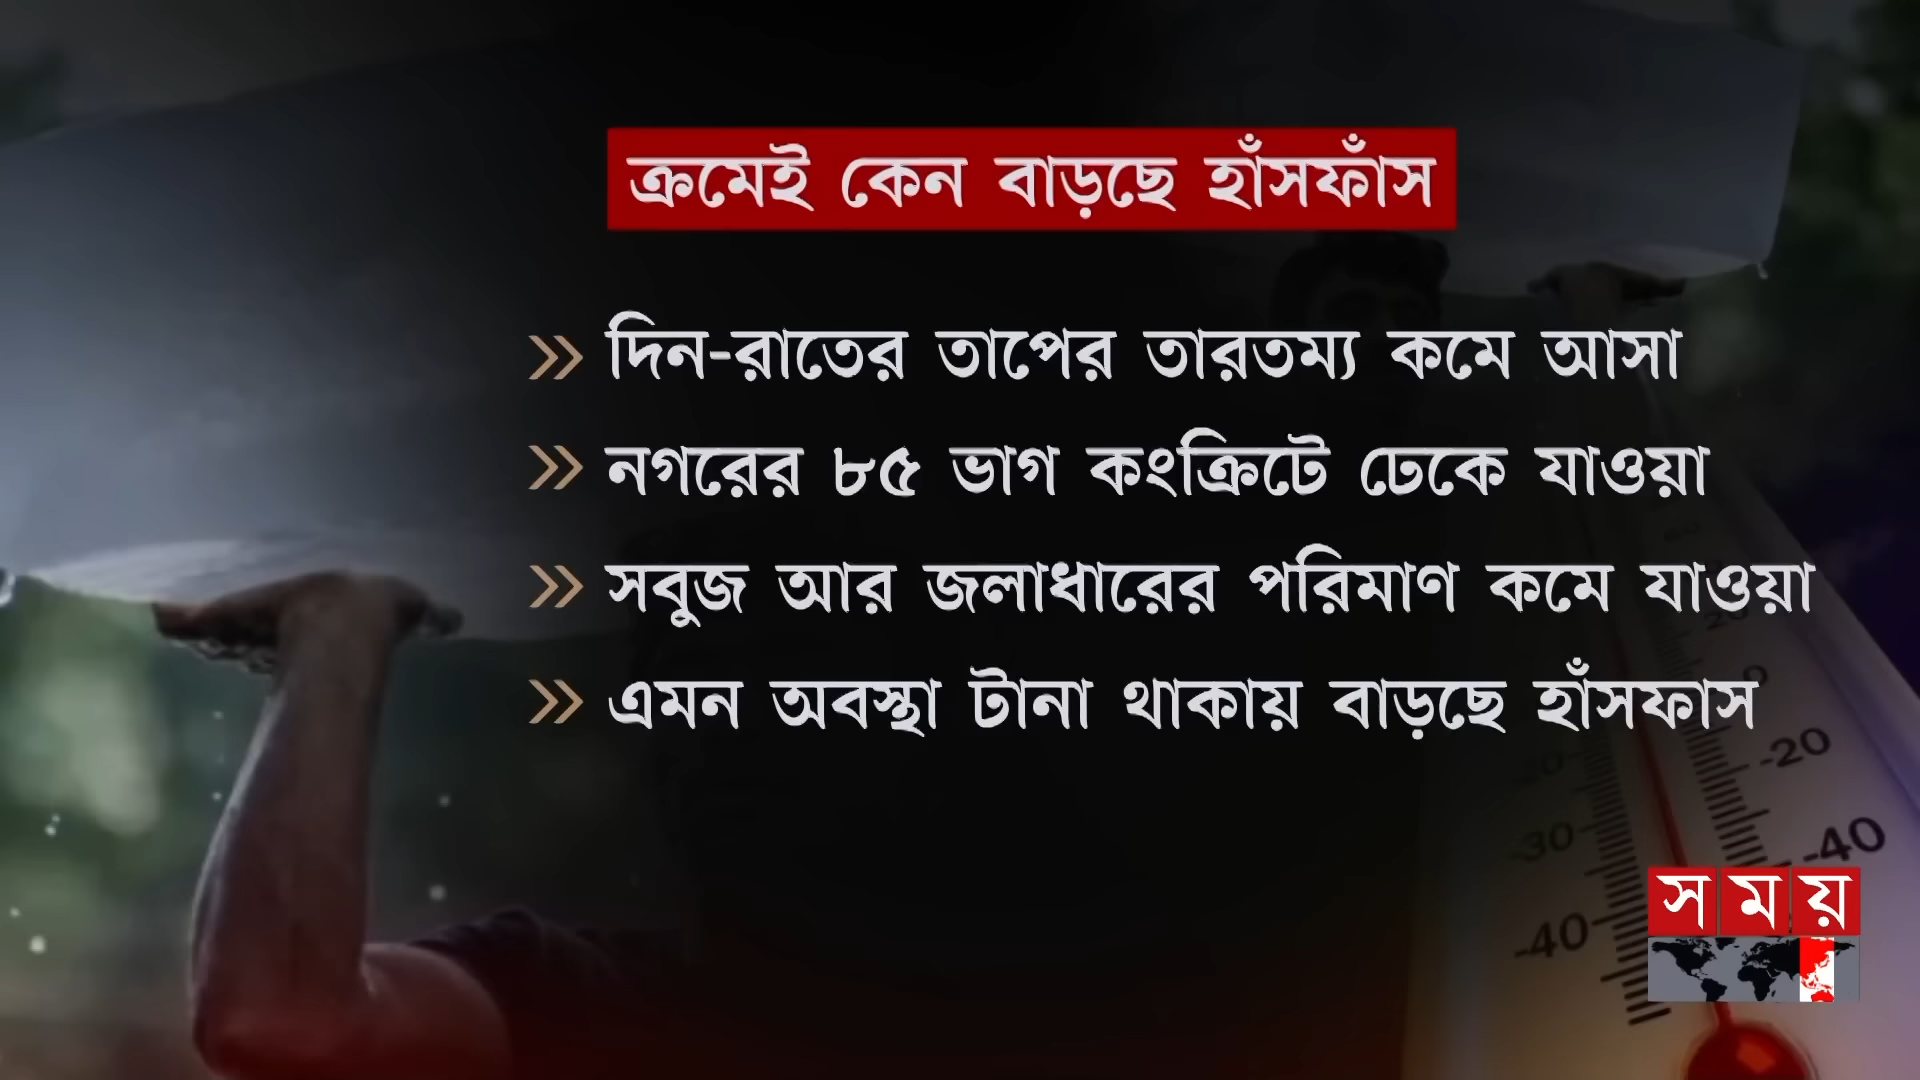 ক্রমেই কেন বাড়ছে হাঁসফাঁস
দিন-রাতের তাপের তারতম্য কমে আসা
নগরের ৮৫ ভাগ কংক্রিটে ঢেকে যাওয়া
সবুজ আর জলাধারের পরিমাণ কমে যাওয়া
এমন অবস্থা টানা থাকায় বাড়ছে হাঁসফাস
-20
-30
-40
-40
সময়